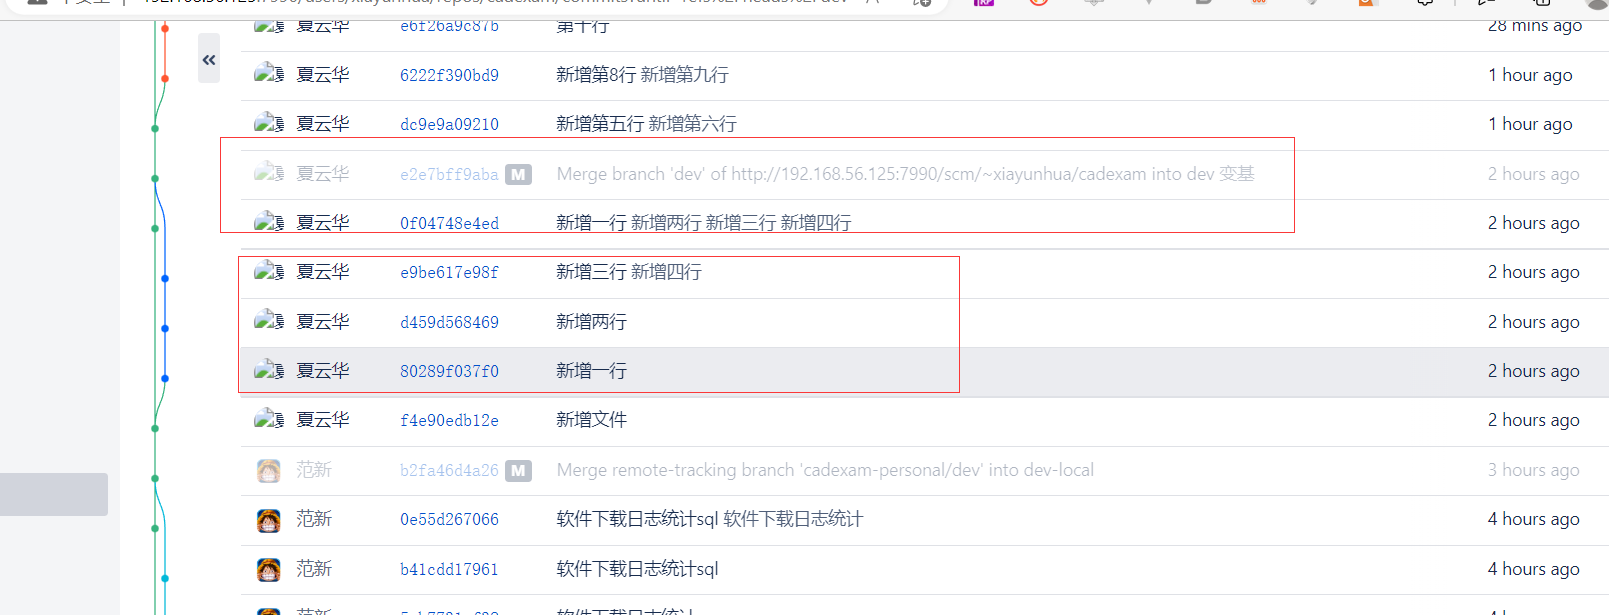 夏云华 e6f26a9c87b 第十行 28 mins ago
夏云华 6222f390bd9 新增第8行 新增第九行 1 hour ago
夏云华 dc9e9a09210 新增第五行 新增第六行 1 hour ago
夏云华 e2e7bff9aba M Merge branch 'dev' of http://192.168.56.125:7990/scm/~xiayunhua/cadexam into dev 变基 2 hours ago
夏云华 0f04748e4ed 新增一行 新增两行 新增三行 新增四行 2 hours ago
夏云华 e9be617e98f 新增三行 新增四行 2 hours ago
夏云华 d459d568469 新增两行 2 hours ago
夏云华 80289f037f0 新增一行 2 hours ago
夏云华 f4e90edb12e 新增文件 2 hours ago
范新 b2fa46d4a26 M Merge remote-tracking branch 'cadexam-personal/dev' into dev-local 3 hours ago
范新 0e55d267066 软件下载日志统计sql 软件下载日志统计 4 hours ago
范新 b41cdd17961 软件下载日志统计sql 4 hours ago